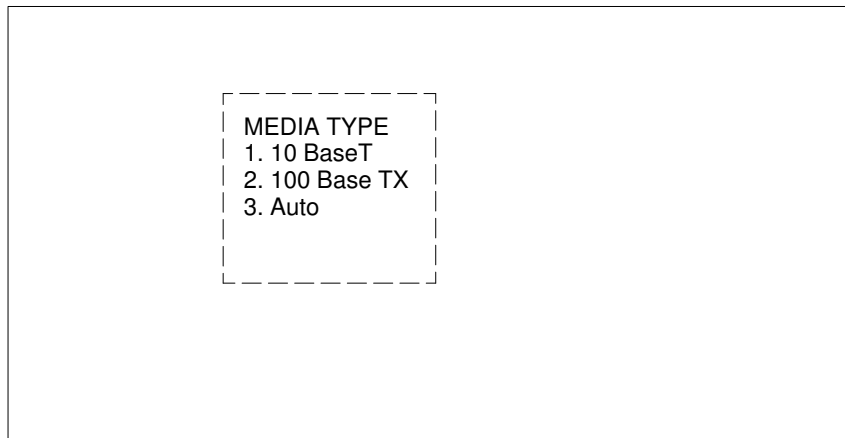 MEDIA TYPE
1. 10 BaseT
2. 100 Base TX
3. Auto